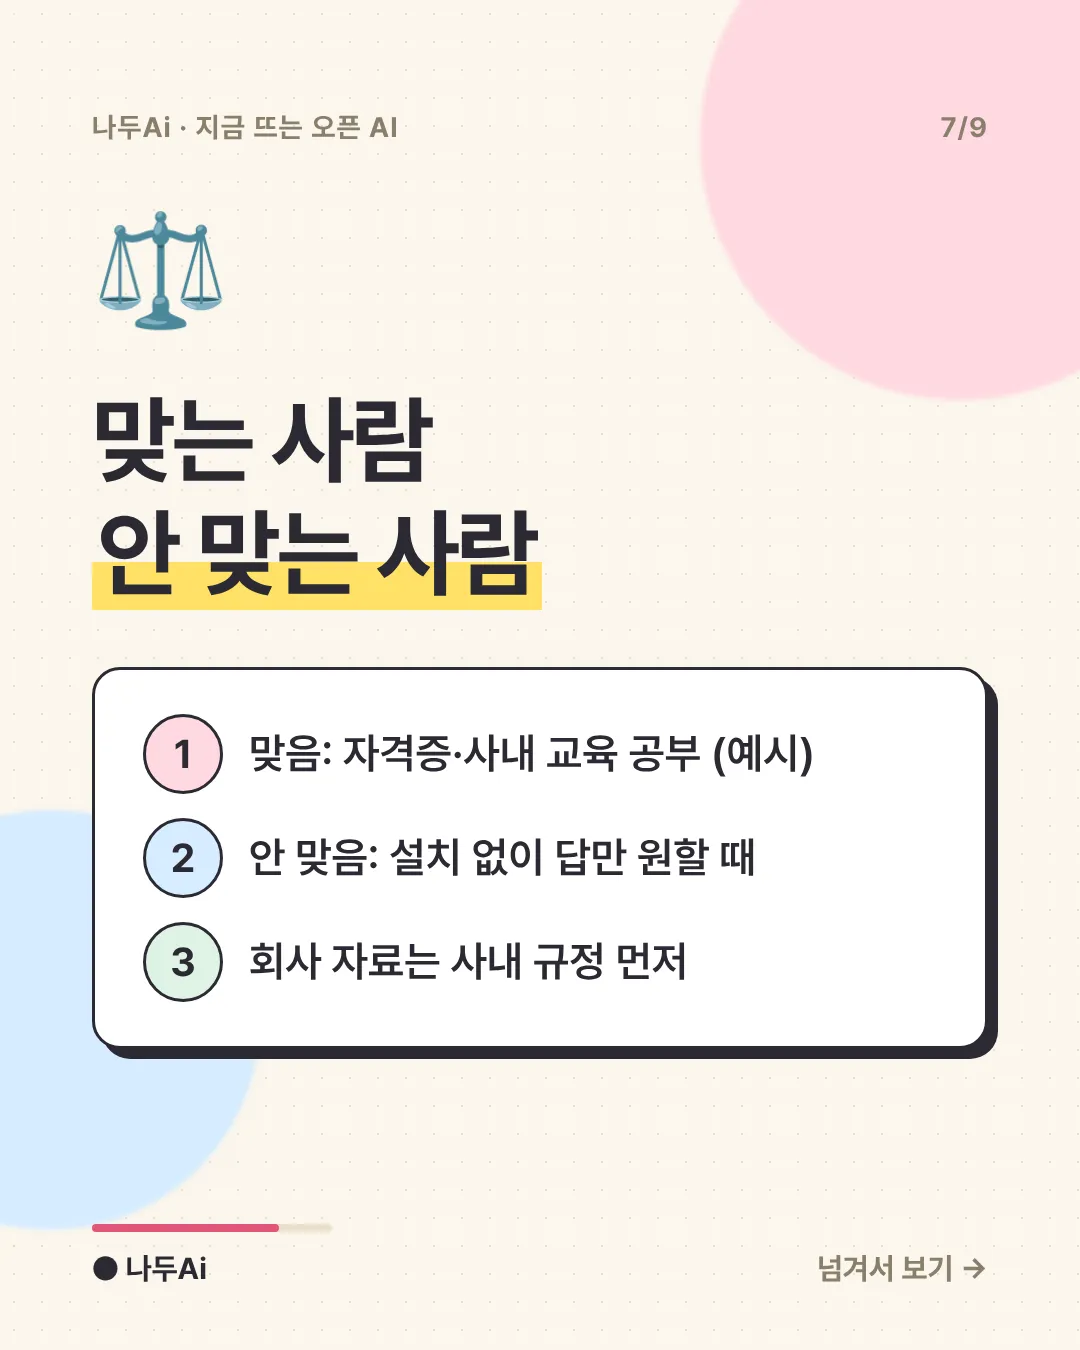 나두Ai · 지금 뜨는 오픈 AI
7/9
맞는 사람
안 맞는 사람
1 맞음: 자격증·사내 교육 공부 (예시)
2 안 맞음: 설치 없이 답만 원할 때
3 회사 자료는 사내 규정 먼저
나두Ai
넘겨서 보기 →